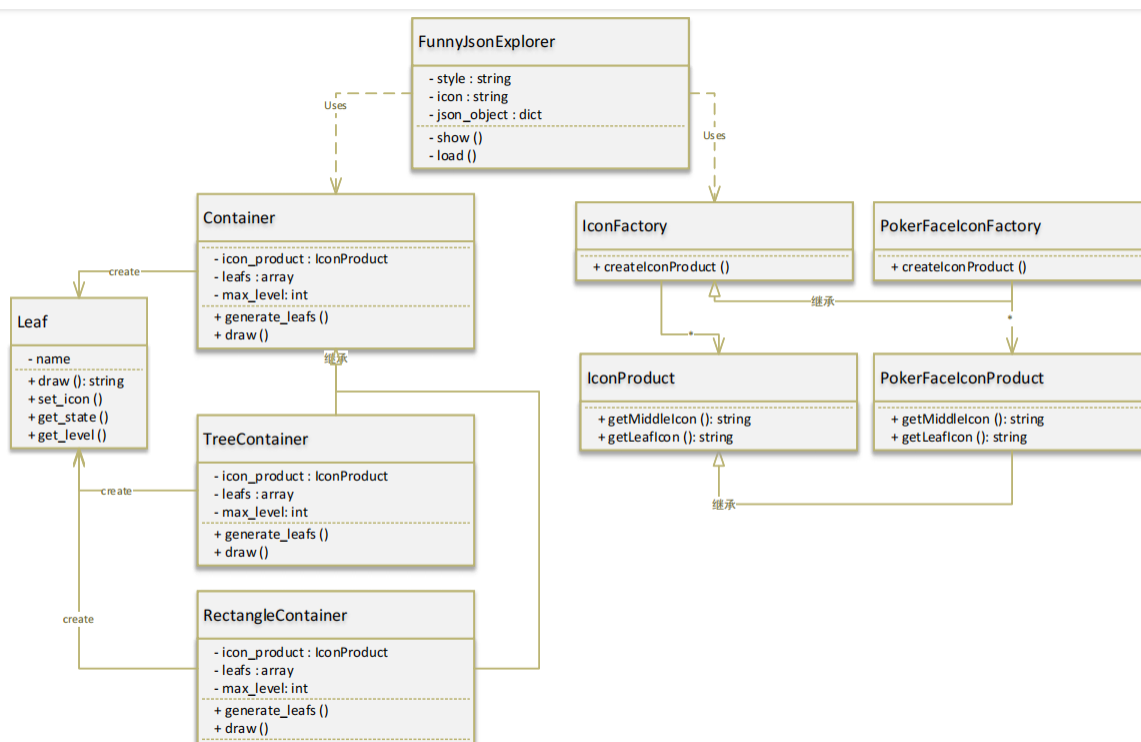 FunnyJsonExplorer
- style : string
- icon : string
- json_object : dict
- show ()
- load ()
Uses
Uses
Container
- icon_product : IconProduct
- leafs : array
- max_level: int
+ generate_leafs ()
+ draw ()
create
Leaf
- name
+ draw (): string
+ set_icon ()
+ get_state ()
+ get_level ()
继承
TreeContainer
- icon_product : IconProduct
- leafs : array
- max_level: int
+ generate_leafs ()
+ draw ()
create
RectangleContainer
- icon_product : IconProduct
- leafs : array
- max_level: int
+ generate_leafs ()
+ draw ()
create
IconFactory
+ createIconProduct ()
PokerFaceIconFactory
+ createIconProduct ()
继承
*
*
IconProduct
+ getMiddleIcon (): string
+ getLeafIcon (): string
PokerFaceIconProduct
+ getMiddleIcon (): string
+ getLeafIcon (): string
继承